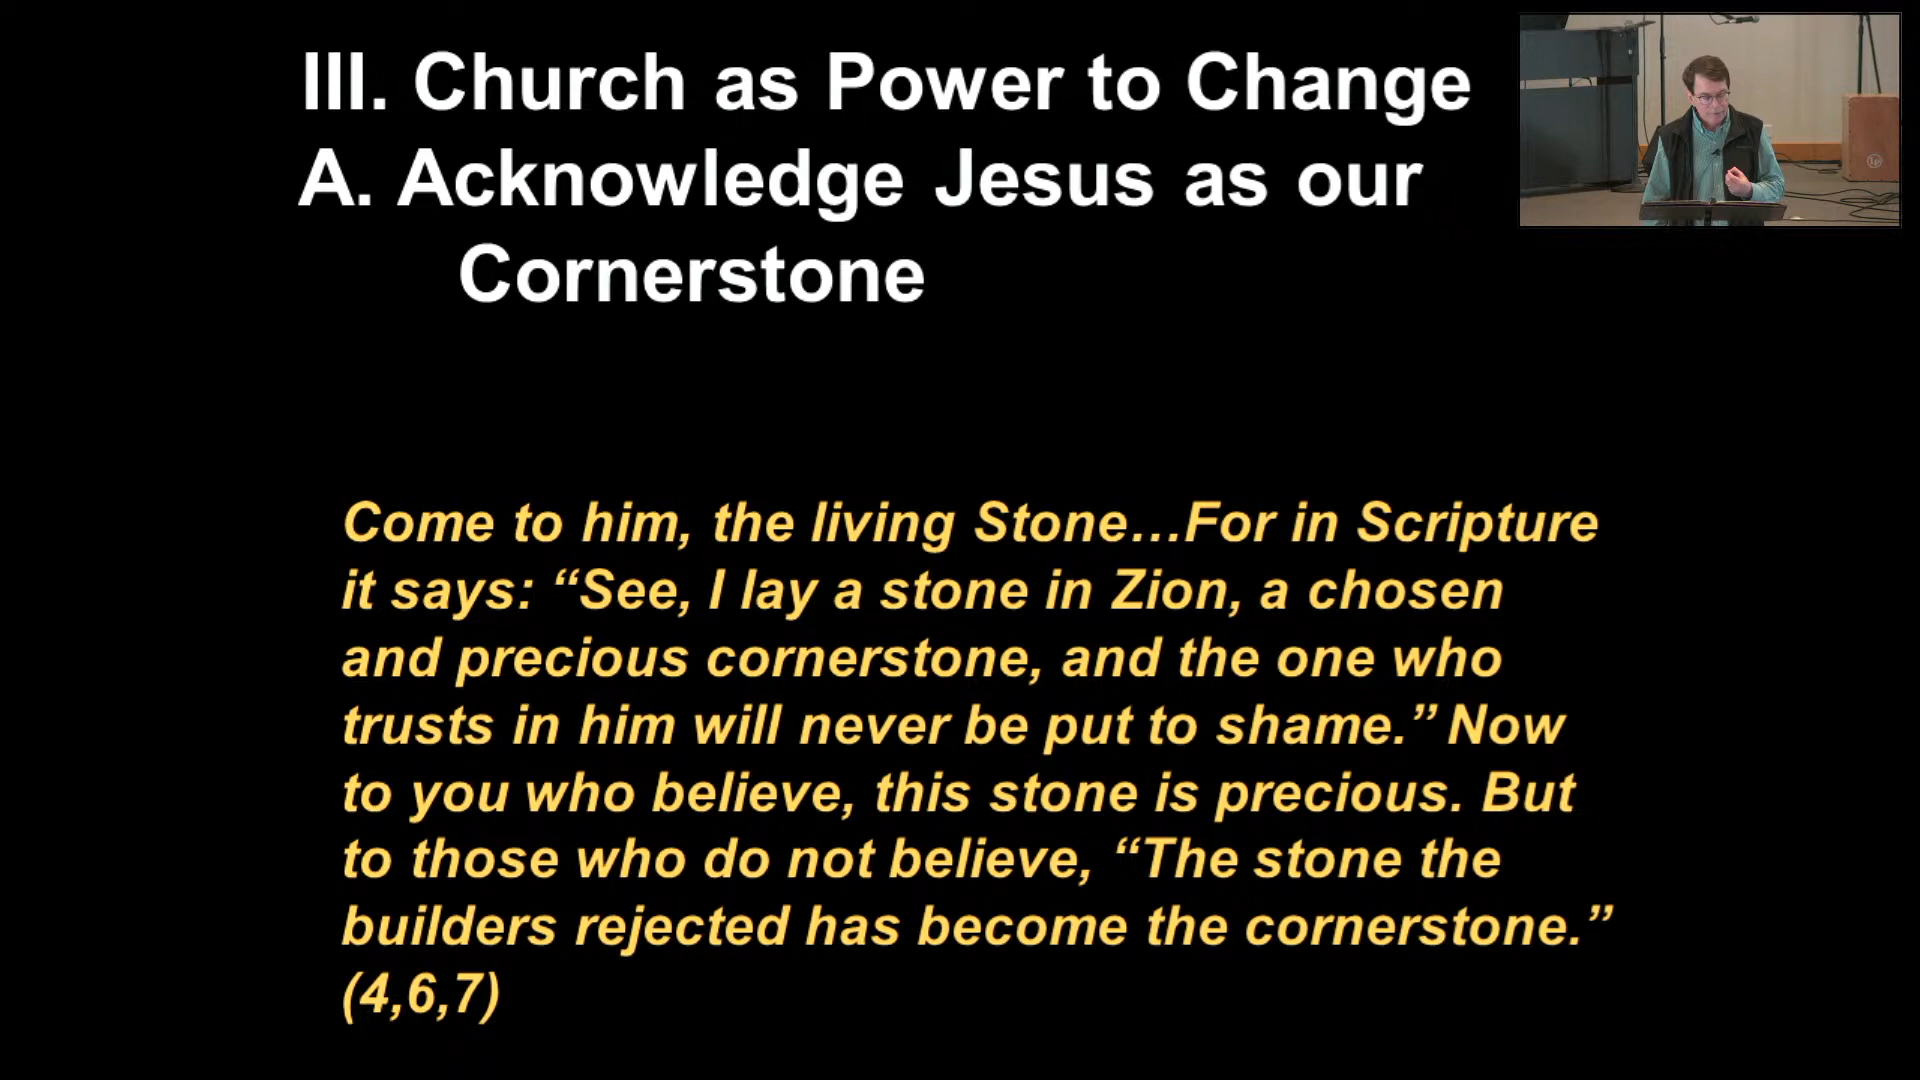 III. Church as Power to Change
A. Acknowledge Jesus as our
Cornerstone
Come to him, the living Stone…For in Scripture
it says: “See, I lay a stone in Zion, a chosen
and precious cornerstone, and the one who
trusts in him will never be put to shame.” Now
to you who believe, this stone is precious. But
to those who do not believe, “The stone the
builders rejected has become the cornerstone.”
(4,6,7)